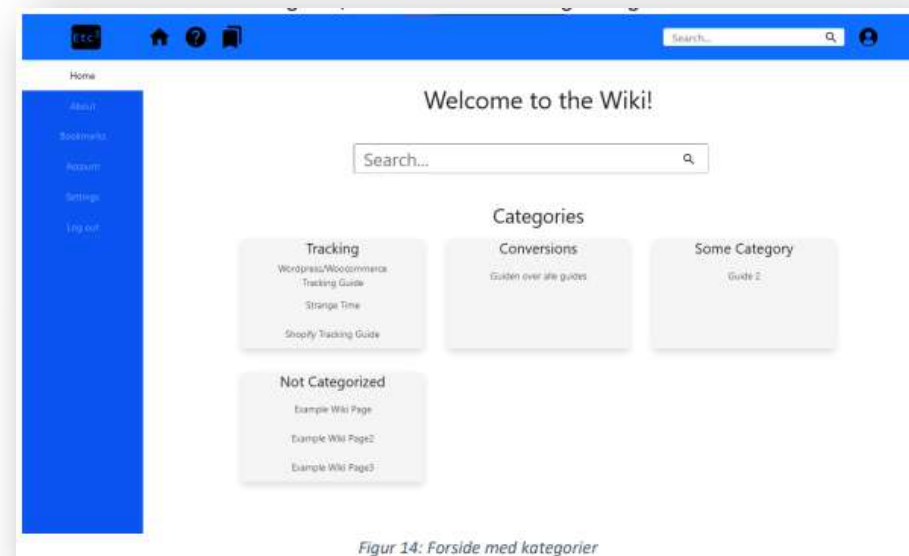 Etc
Search...
Home
About
Bookmarks
Account
Settings
Log out
Welcome to the Wiki!
Search...
Categories
Tracking
Wordpress/Woocommerce
Tracking Guide
Strange Time
Shopify Tracking Guide
Conversions
Guiden over alle guides
Some Category
Guide 2
Not Categorized
Example Wiki Page
Example Wiki Page2
Example Wiki Page3
Figur 14: Forside med kategorier